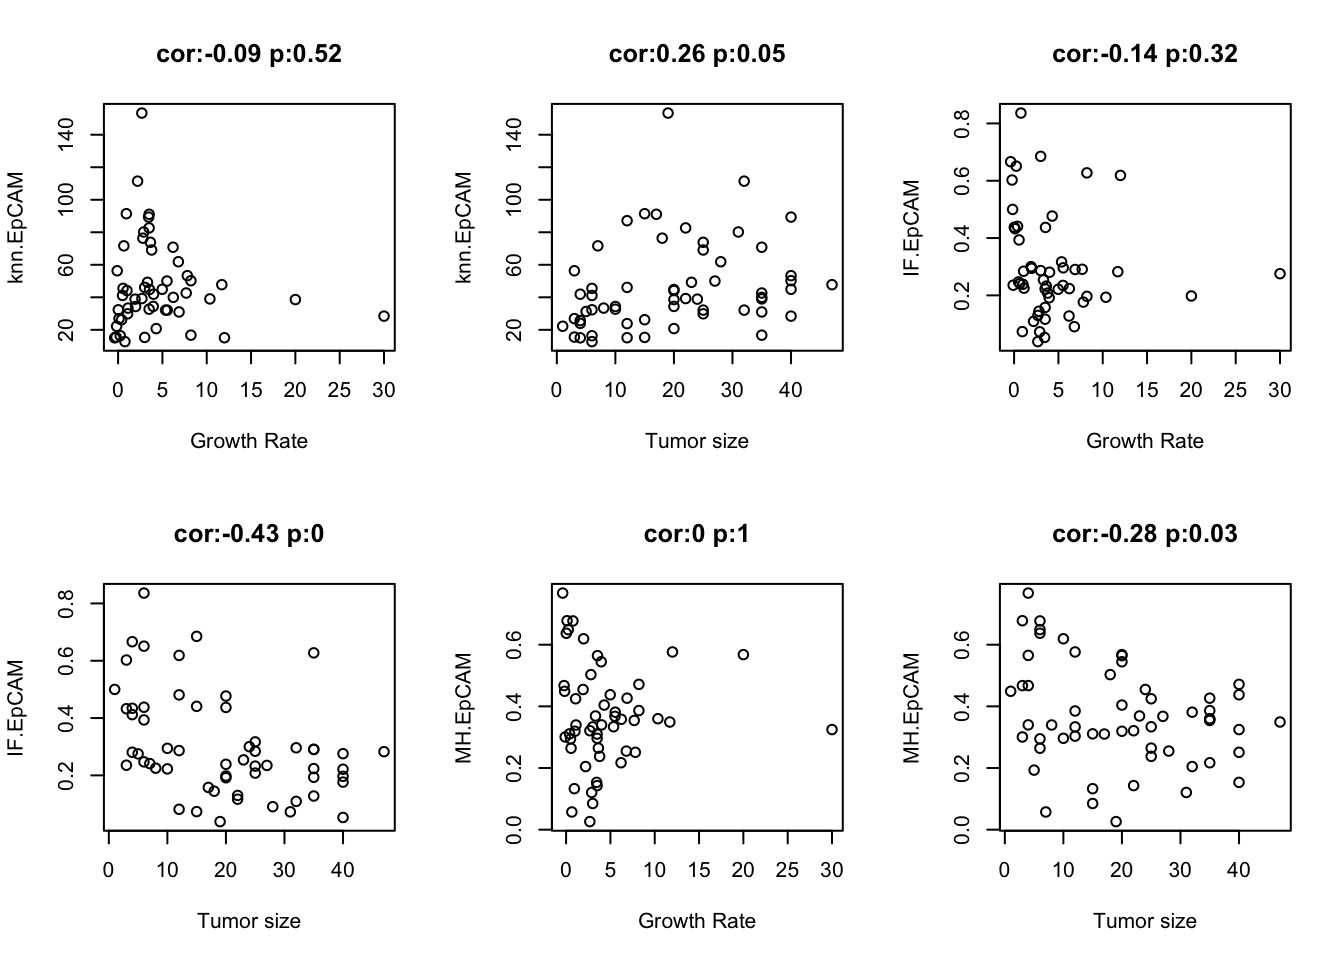 cor:-0.09 p:0.52
knn.EpCAM
20 60 100 140
0 5 10 15 20 25 30
Growth Rate
cor:0.26 p:0.05
knn.EpCAM
20 60 100 140
0 10 20 30 40
Tumor size
cor:-0.14 p:0.32
IF.EpCAM
0.2 0.4 0.6 0.8
0 5 10 15 20 25 30
Growth Rate
cor:-0.43 p:0
IF.EpCAM
0.2 0.4 0.6 0.8
0 10 20 30 40
Tumor size
cor:0 p:1
MH.EpCAM
0.0 0.2 0.4 0.6
0 5 10 15 20 25 30
Growth Rate
cor:-0.28 p:0.03
MH.EpCAM
0.0 0.2 0.4 0.6
0 10 20 30 40
Tumor size